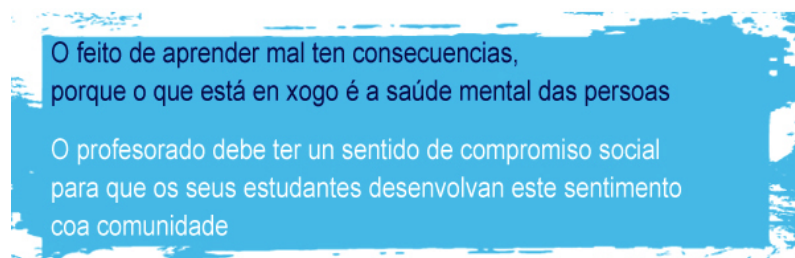 O feito de aprender mal ten consecuencias,
porque o que está en xogo é a saúde mental das persoas
O profesorado debe ter un sentido de compromiso social
para que os seus estudantes desenvolvan este sentimento
coa comunidade